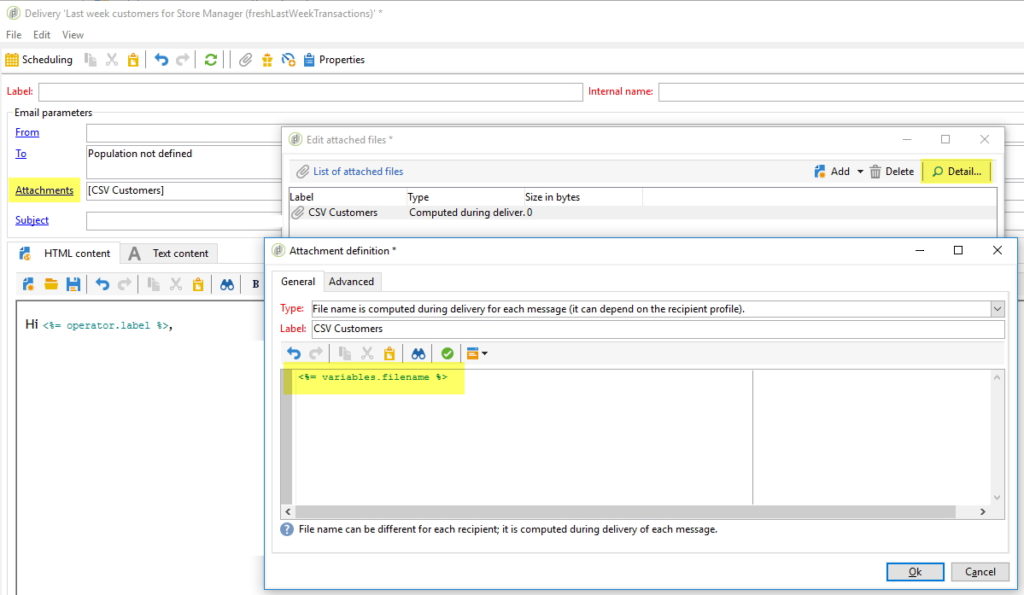 Delivery 'Last week customers for Store Manager (freshLastWeekTransactions)' *
File Edit View
Scheduling Properties
Label: Internal name:
Email parameters
From
To Population not defined
Attachments [CSV Customers]
Subject
HTML content Text content
B
Hi <%= operator.label %>,
Edit attached files *
List of attached files Add Delete Detail...
Label Type Size in bytes
CSV Customers Computed during deliver. 0
Attachment definition *
General Advanced
Type: File name is computed during delivery for each message (it can depend on the recipient profile).
Label: CSV Customers
<%= variables.filename %>
File name can be different for each recipient; it is computed during delivery of each message.
Ok Cancel